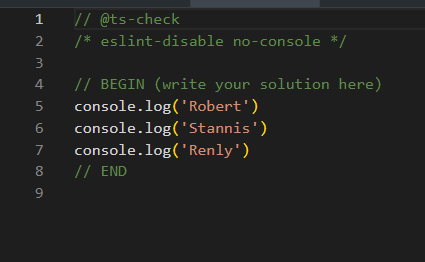 1 // @ts-check
2 /* eslint-disable no-console */
3
4 // BEGIN (write your solution here)
5 console.log('Robert')
6 console.log('Stannis')
7 console.log('Renly')
8 // END
9